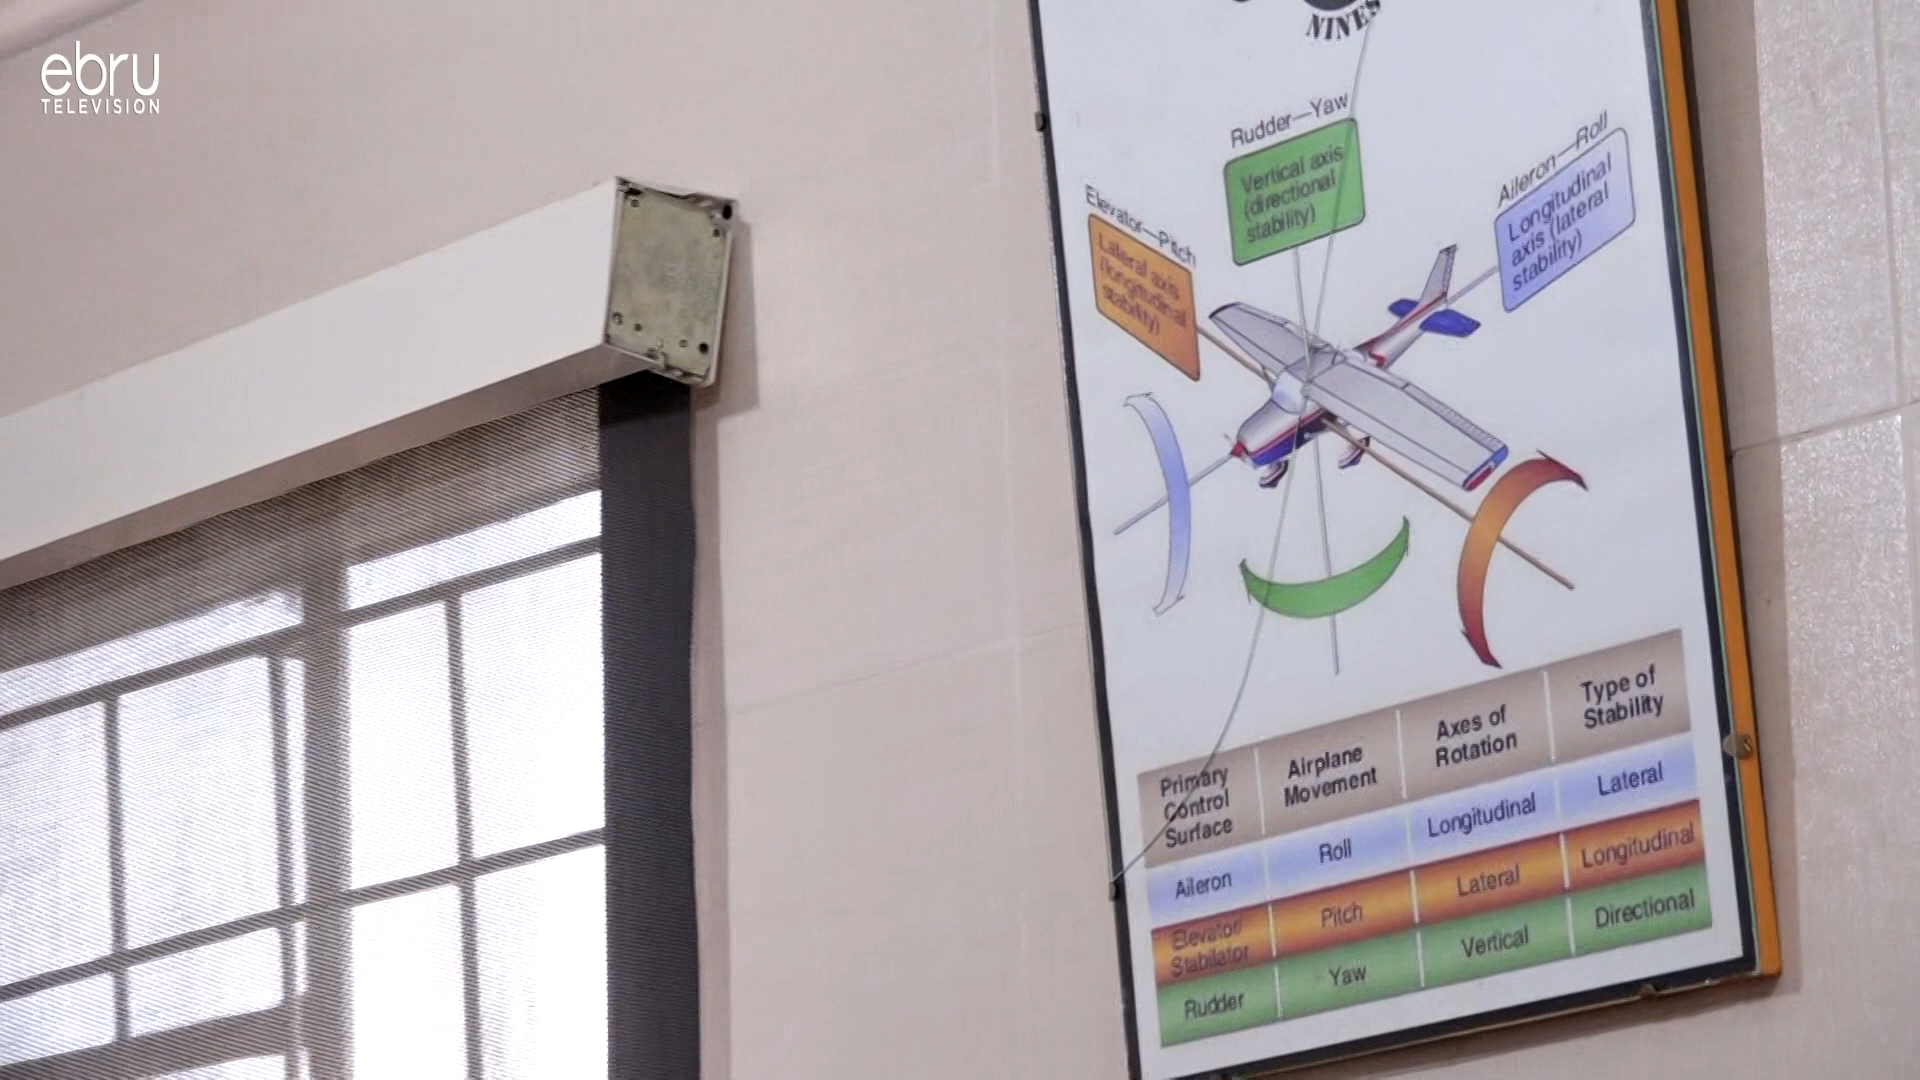 ebru
TELEVISION
NINES
Rudder—Yaw
Vertical axis
(directional
stability)
Elevator—Pitch
Lateral axis
(longitudinal
stability)
Aileron—Roll
Longitudinal
axis (lateral
stability)
Primary
Control
Surface
Airplane
Movement
Axes of
Rotation
Type of
Stability
Aileron
Roll
Longitudinal
Lateral
Elevator/
Stabilator
Pitch
Lateral
Longitudinal
Rudder
Yaw
Vertical
Directional